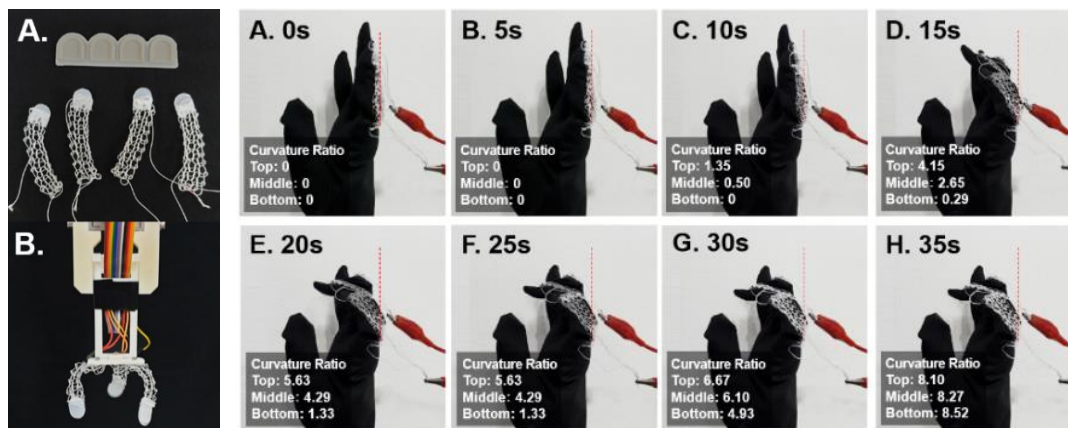 A.
B.
A. 0s
Curvature Ratio
Top: 0
Middle: 0
Bottom: 0
B. 5s
Curvature Ratio
Top: 0
Middle: 0
Bottom: 0
C. 10s
Curvature Ratio
Top: 1.35
Middle: 0.50
Bottom: 0
D. 15s
Curvature Ratio
Top: 4.15
Middle: 2.65
Bottom: 0.29
E. 20s
Curvature Ratio
Top: 5.63
Middle: 4.29
Bottom: 1.33
F. 25s
Curvature Ratio
Top: 5.63
Middle: 4.29
Bottom: 1.33
G. 30s
Curvature Ratio
Top: 6.67
Middle: 6.10
Bottom: 4.93
H. 35s
Curvature Ratio
Top: 8.10
Middle: 8.27
Bottom: 8.52